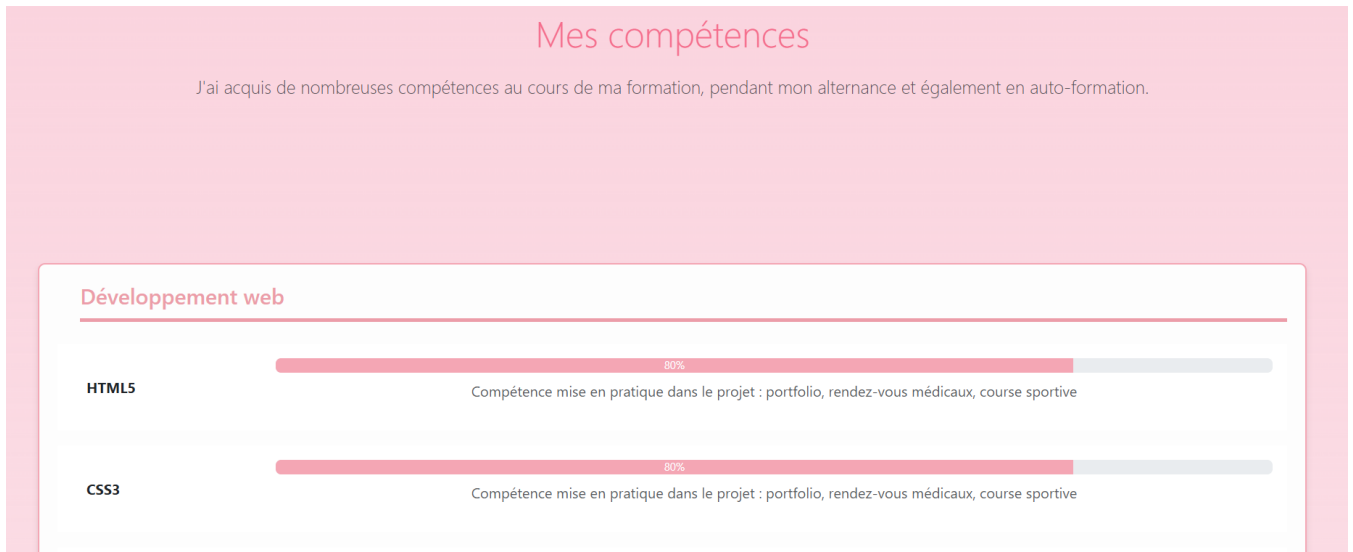 Mes compétences
J'ai acquis de nombreuses compétences au cours de ma formation, pendant mon alternance et également en auto-formation.
Développement web
80%
HTML5
Compétence mise en pratique dans le projet : portfolio, rendez-vous médicaux, course sportive
80%
CSS3
Compétence mise en pratique dans le projet : portfolio, rendez-vous médicaux, course sportive